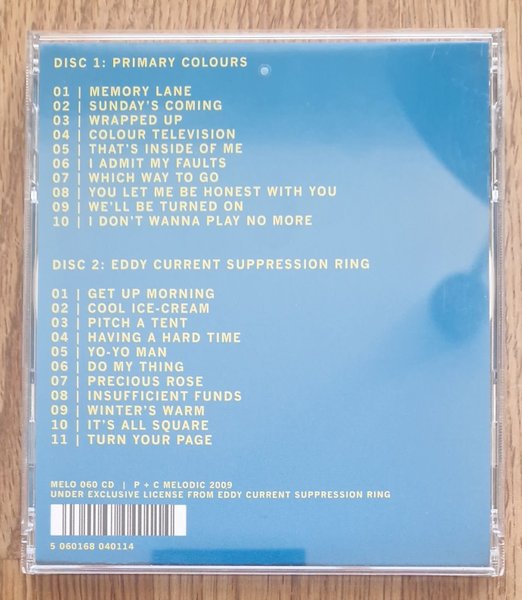 DISC 1: PRIMARY COLOURS
01 | MEMORY LANE
02 | SUNDAY'S COMING
03 | WRAPPED UP
04 | COLOUR TELEVISION
05 | THAT'S INSIDE OF ME
06 | I ADMIT MY FAULTS
07 | WHICH WAY TO GO
08 | YOU LET ME BE HONEST WITH YOU
09 | WE'LL BE TURNED ON
10 | I DON'T WANNA PLAY NO MORE
DISC 2: EDDY CURRENT SUPPRESSION RING
01 | GET UP MORNING
02 | COOL ICE-CREAM
03 | PITCH A TENT
04 | HAVING A HARD TIME
05 | YO-YO MAN
06 | DO MY THING
07 | PRECIOUS ROSE
08 | INSUFFICIENT FUNDS
09 | WINTER'S WARM
10 | IT'S ALL SQUARE
11 | TURN YOUR PAGE
MELO 060 CD | P + C MELODIC 2009
UNDER EXCLUSIVE LICENSE FROM EDDY CURRENT SUPPRESSION RING
5 060168 040114